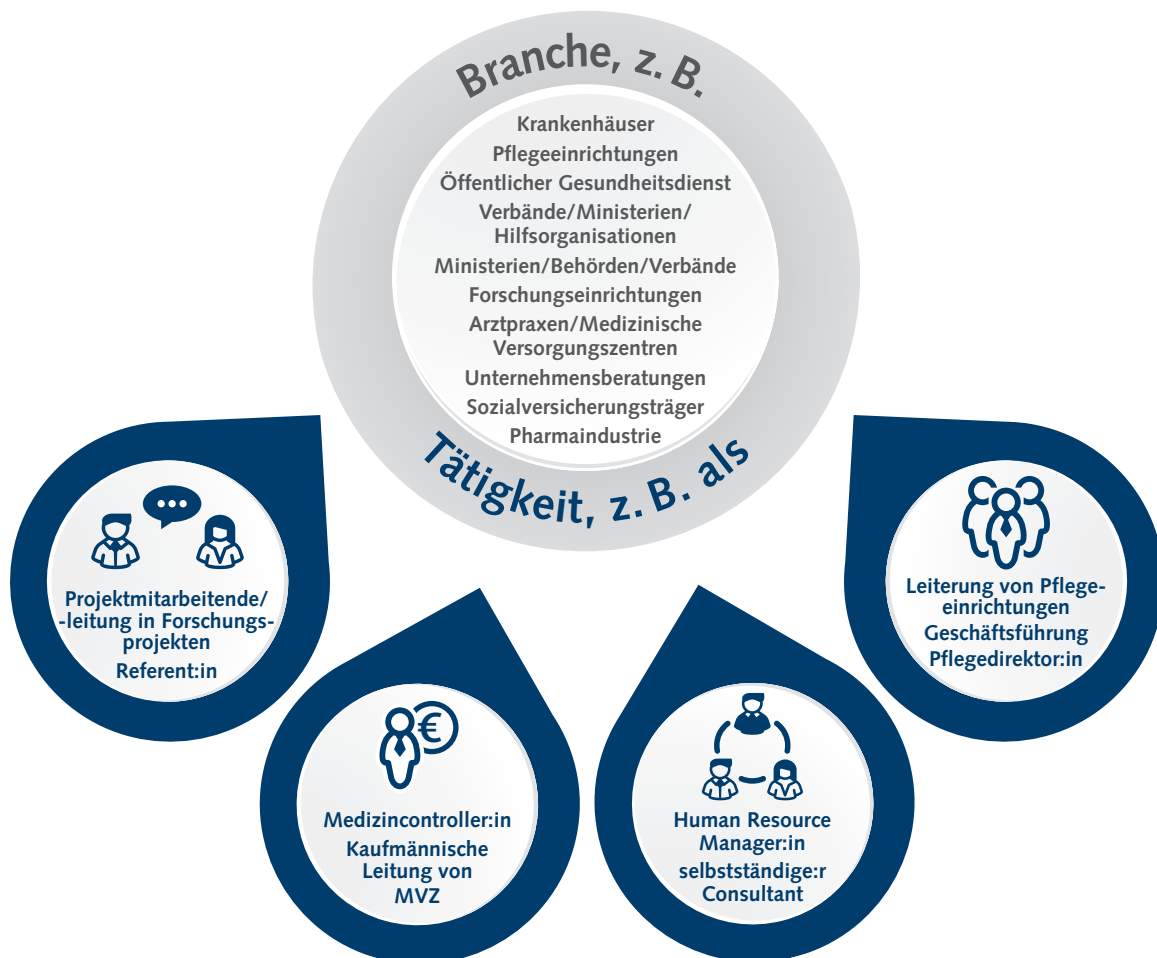 Branche, z. B.
Krankenhäuser
Pflegeeinrichtungen
Öffentlicher Gesundheitsdienst
Verbände/Ministerien/
Hilfsorganisationen
Ministerien/Behörden/Verbände
Forschungseinrichtungen
Arztpraxen/Medizinische
Versorgungszentren
Unternehmensberatungen
Sozialversicherungsträger
Pharmaindustrie
Tätigkeit, z. B. als
Projektmitarbeitende/
-leitung in Forschungs-
projekten
Referent:in
€
Medizincontroller:in
Kaufmännische
Leitung von
MVZ
Human Resource
Manager:in
selbstständige:r
Consultant
Leiterung von Pflege-
einrichtungen
Geschäftsführung
Pflegedirektor:in